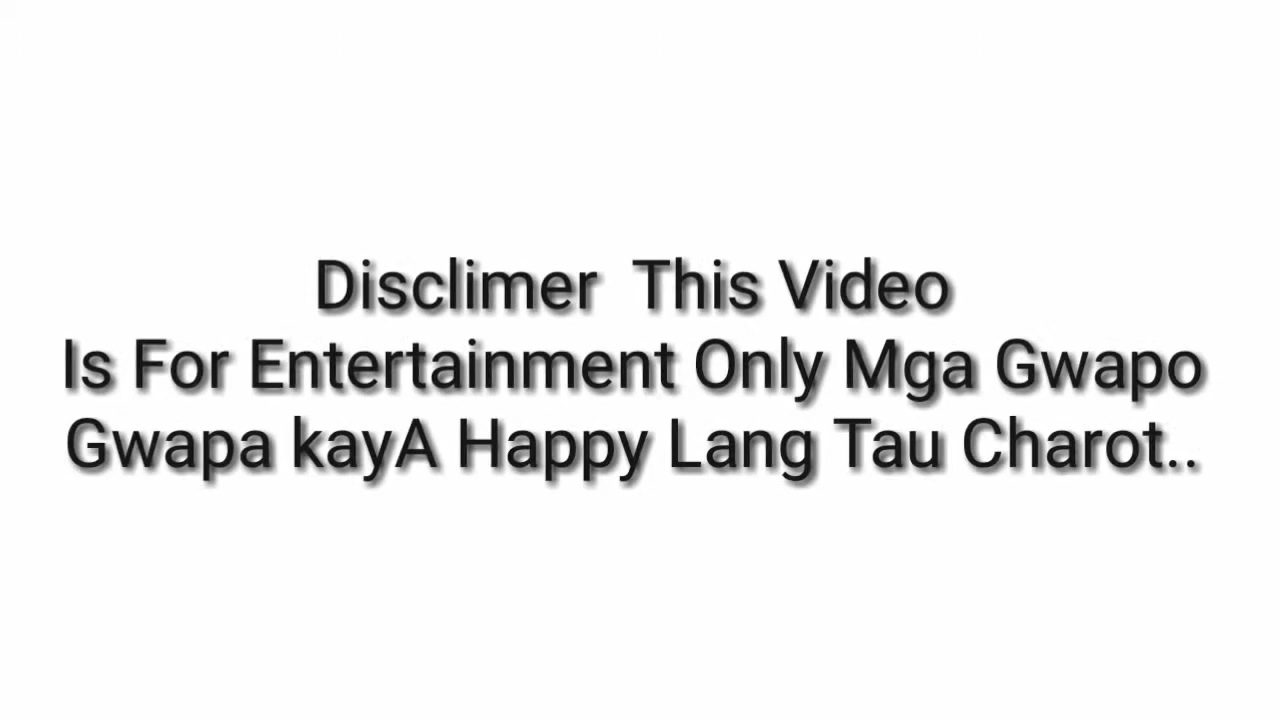 Disclimer  This Video
Is For Entertainment Only Mga Gwapo
Gwapa kayA Happy Lang Tau Charot..